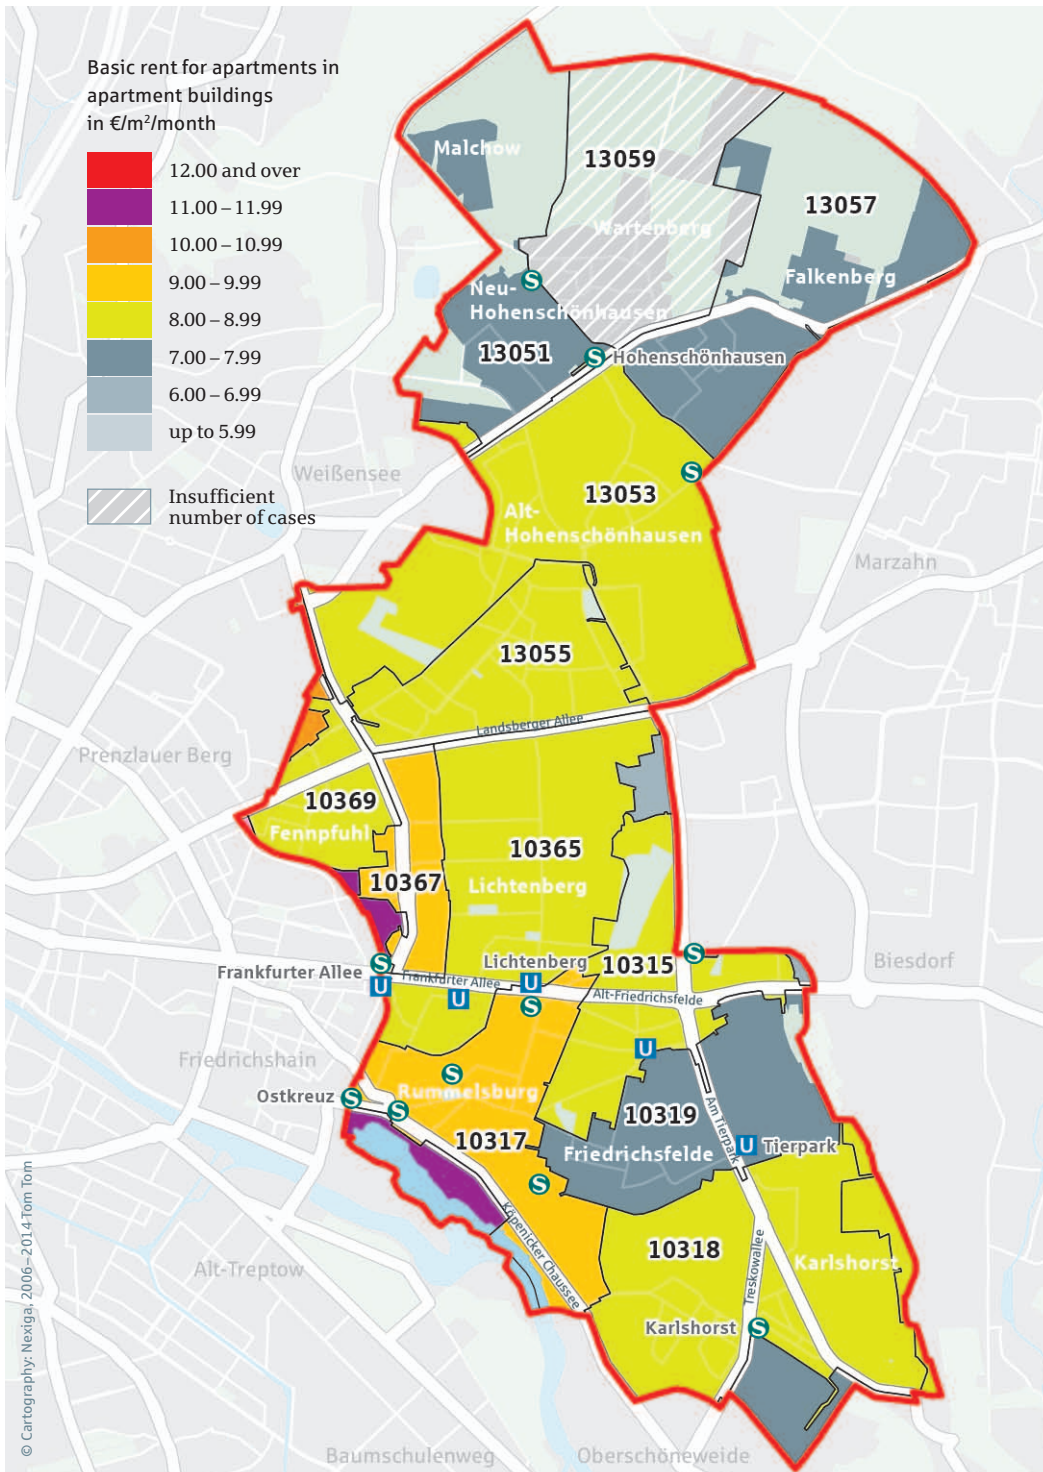 Basic rent for apartments in
apartment buildings
in €/m²/month
12.00 and over
11.00 – 11.99
10.00 – 10.99
9.00 – 9.99
8.00 – 8.99
7.00 – 7.99
6.00 – 6.99
up to 5.99
Insufficient
number of cases
Malchow
13059
13057
Wartenberg
Falkenberg
Neu-
Hohenschönhausen
S
13051
S
Hohenschönhausen
Weißensee
S
13053
Alt-
Hohenschönhausen
Marzahn
13055
Landsberger Allee
Prenzlauer Berg
10369
Fennpfuhl
10365
10367
Lichtenberg
Frankfurter Allee
S
U
Frankfurter Allee
U
Lichtenberg
U
S
10315
S
Biesdorf
Alt-Friedrichsfelde
Friedrichshain
U
S
Rummelsburg
Ostkreuz
S
S
10319
Am Tierpark
10317
Friedrichsfelde
U
Tierpark
S
Köpenicker Chaussee
10318
Treskowallee
Karlshorst
Alt-Treptow
Karlshorst
S
Baumschulenweg
Oberschöneweide
© Cartography: Nexiga, 2006–2014 Tom Tom